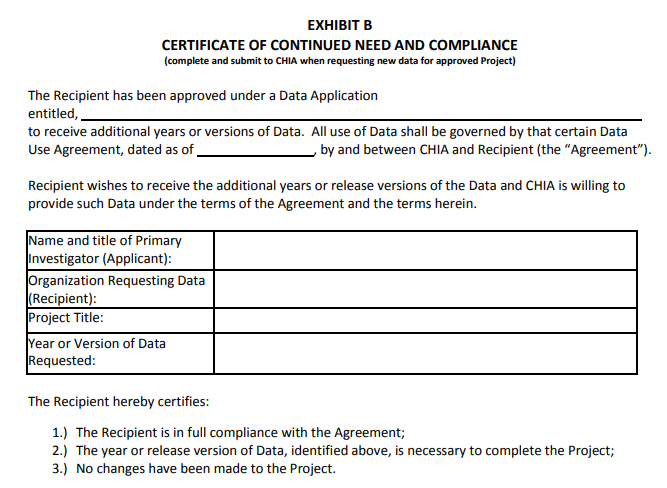 EXHIBIT B
CERTIFICATE OF CONTINUED NEED AND COMPLIANCE
(complete and submit to CHIA when requesting new data for approved Project)
The Recipient has been approved under a Data Application
entitled,
to receive additional years or versions of Data. All use of Data shall be governed by that certain Data
Use Agreement, dated as of , by and between CHIA and Recipient (the “Agreement”).
Recipient wishes to receive the additional years or release versions of the Data and CHIA is willing to
provide such Data under the terms of the Agreement and the terms herein.
Name and title of Primary
Investigator (Applicant):
Organization Requesting Data
(Recipient):
Project Title:
Year or Version of Data
Requested:
The Recipient hereby certifies:
1.) The Recipient is in full compliance with the Agreement;
2.) The year or release version of Data, identified above, is necessary to complete the Project;
3.) No changes have been made to the Project.